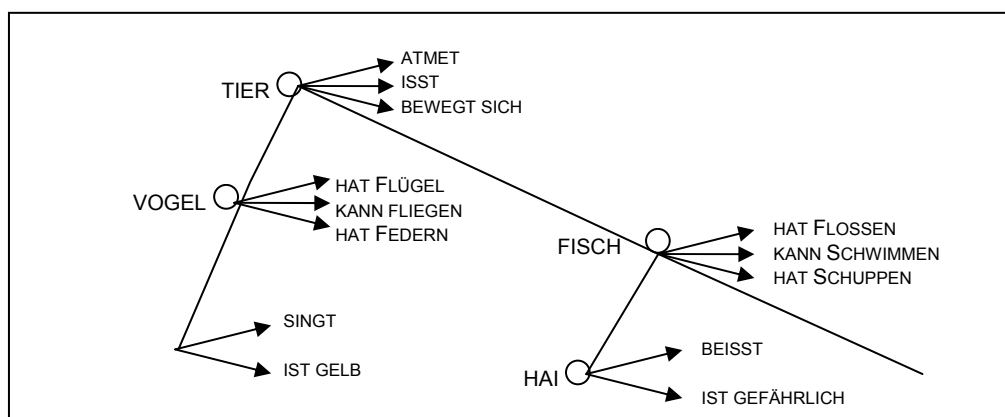 TIER
ATMET
ISST
BEWEGT SICH
VOGEL
HAT FLÜGEL
KANN FLIEGEN
HAT FEDERN
FISCH
HAT FLOSSEN
KANN SCHWIMMEN
HAT SCHUPPEN
SINGT
IST GELB
HAI
BEISST
IST GEFÄHRLICH